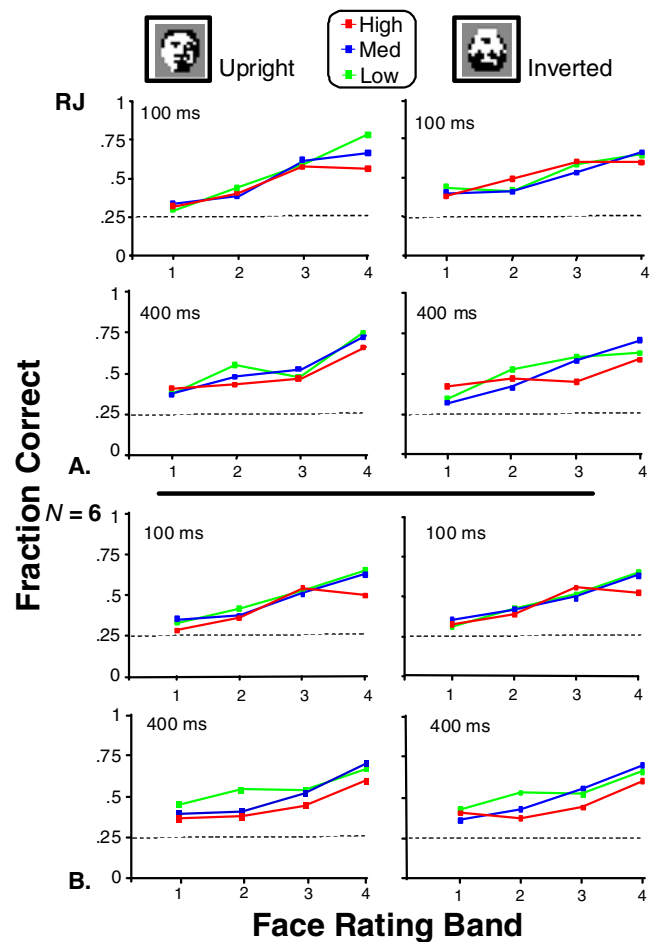 High
Med
Low
Upright
Inverted
RJ
1
.75
.5
.25
0
100 ms
1 2 3 4
100 ms
1 2 3 4
1
.75
.5
.25
0
400 ms
1 2 3 4
400 ms
1 2 3 4
A.
Fraction Correct
N = 6
1
.75
.5
.25
0
100 ms
1 2 3 4
100 ms
1 2 3 4
1
.75
.5
.25
0
400 ms
1 2 3 4
400 ms
1 2 3 4
B.
Face Rating Band